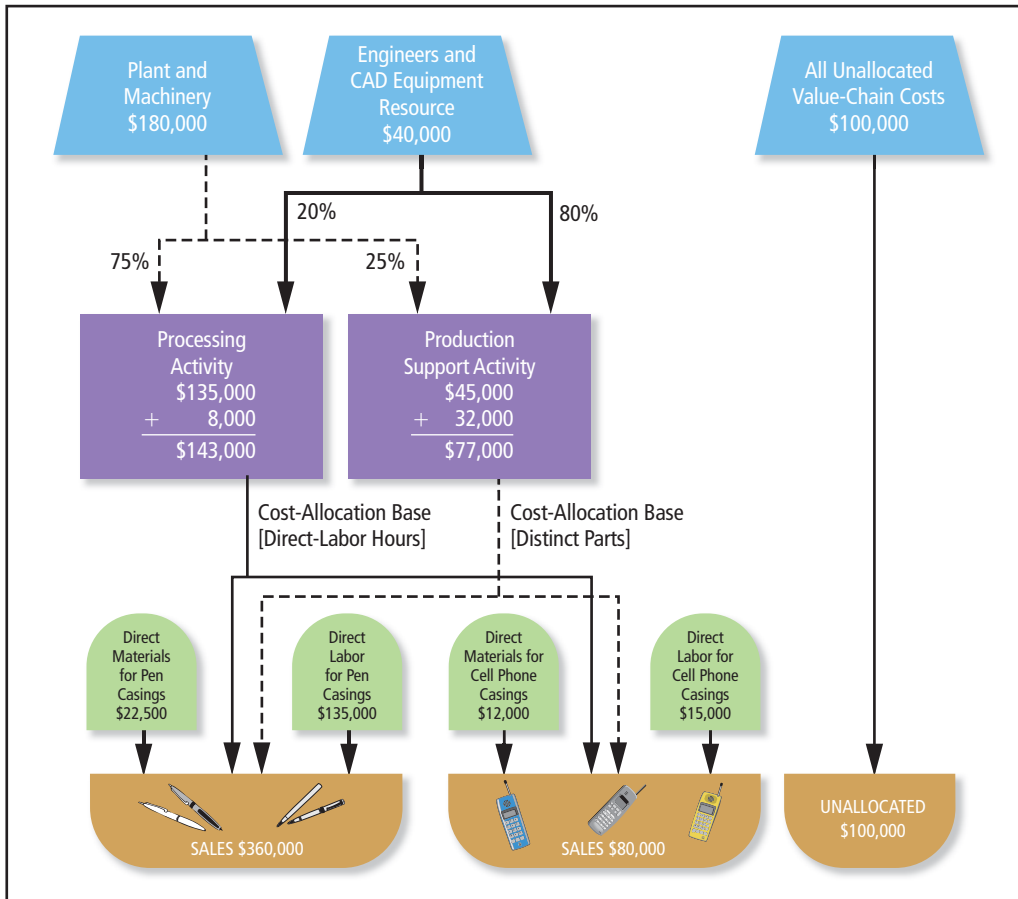 Plant and
Machinery
$180,000
Engineers and
CAD Equipment
Resource
$40,000
All Unallocated
Value-Chain Costs
$100,000
20%
80%
75%
25%
Processing
Activity
$135,000
+ 8,000
$143,000
Production
Support Activity
$45,000
+ 32,000
$77,000
Cost-Allocation Base
[Direct-Labor Hours]
Cost-Allocation Base
[Distinct Parts]
Direct
Materials
for Pen
Casings
$22,500
Direct
Labor
for Pen
Casings
$135,000
Direct
Materials for
Cell Phone
Casings
$12,000
Direct
Labor for
Cell Phone
Casings
$15,000
SALES $360,000
SALES $80,000
UNALLOCATED
$100,000